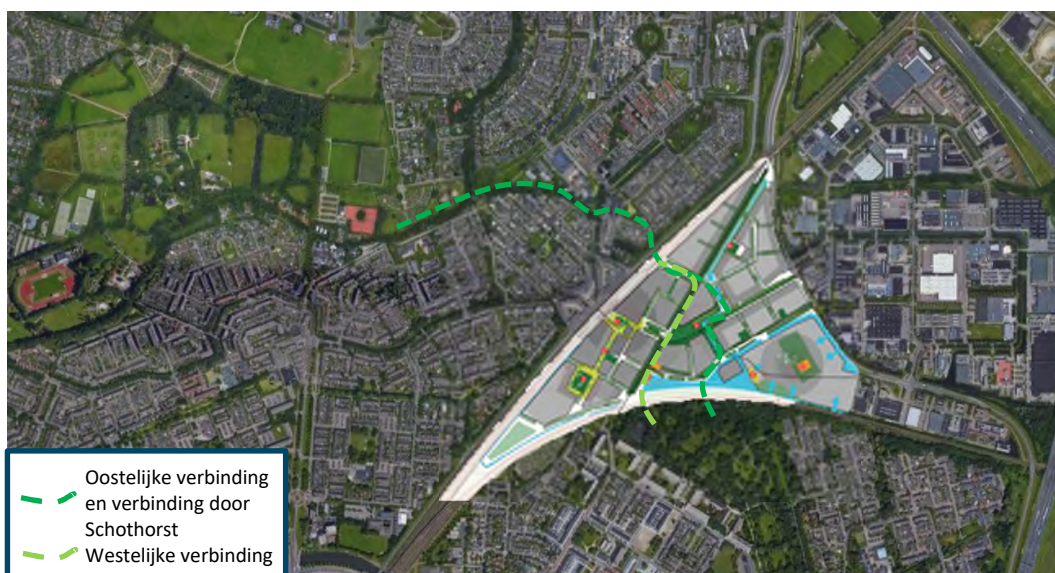 Oostelijke verbinding
en verbinding door
Schothorst
Westelijke verbinding